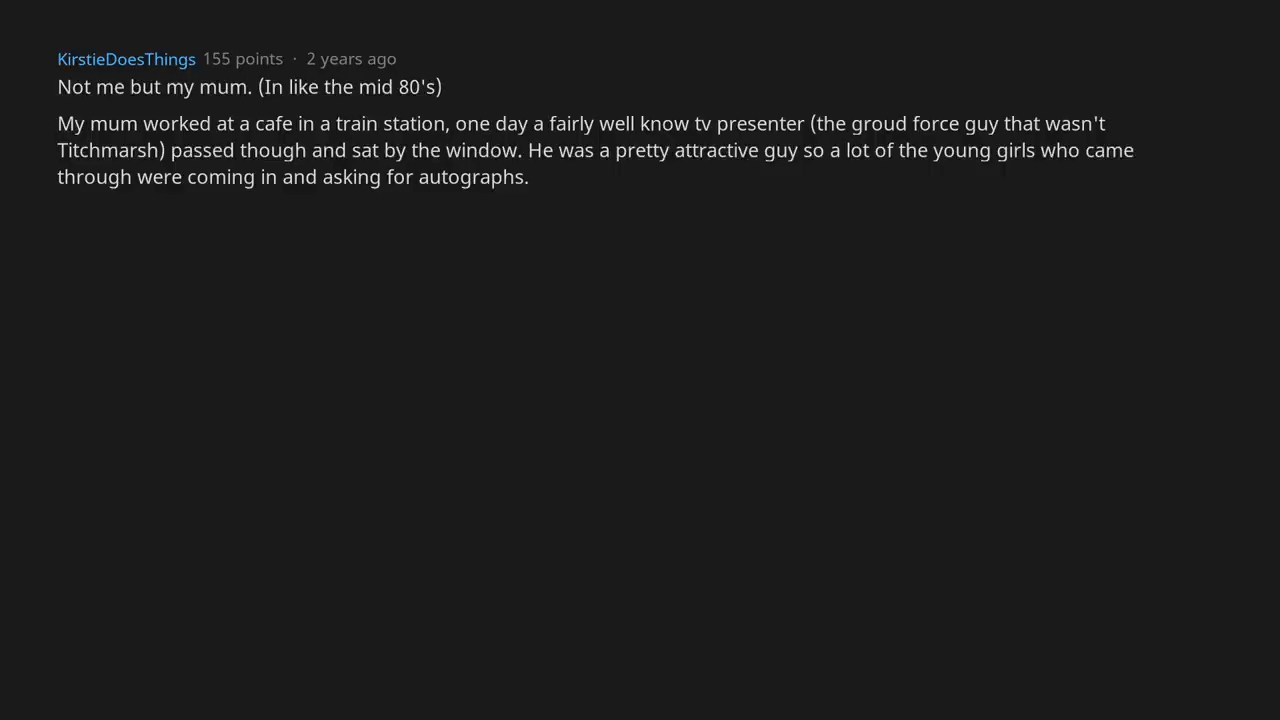 KirstieDoesThings 155 points · 2 years ago
Not me but my mum. (In like the mid 80's)
My mum worked at a cafe in a train station, one day a fairly well know tv presenter (the groud force guy that wasn't
Titchmarsh) passed though and sat by the window. He was a pretty attractive guy so a lot of the young girls who came
through were coming in and asking for autographs.